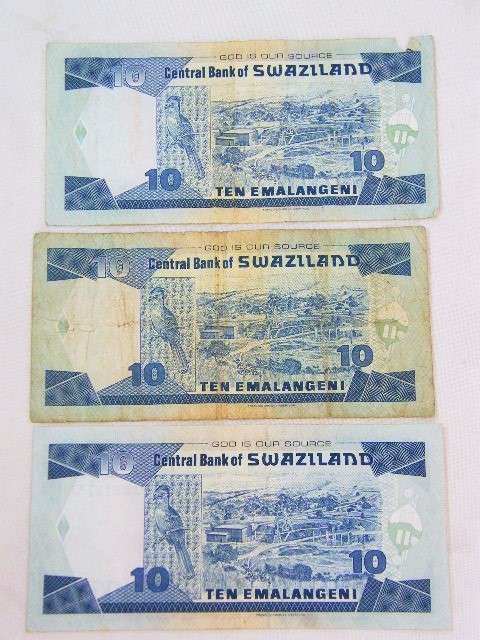 GOD IS OUR SOURCE
10 Central Bank of SWAZILAND
10 10
TEN EMALANGENI
GOD IS OUR SOURCE
10 Central Bank of SWAZILAND
10 10
TEN EMALANGENI
GOD IS OUR SOURCE
10 Central Bank of SWAZILAND
10 10
TEN EMALANGENI